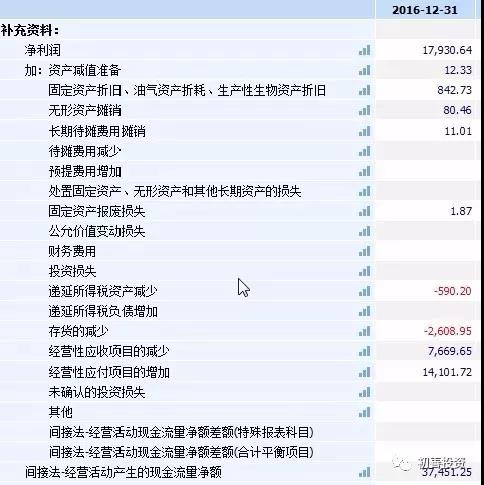 2016-12-31
补充资料：
净利润 17,930.64
加：资产减值准备 12.33
固定资产折旧、油气资产折耗、生产性生物资产折旧 842.73
无形资产摊销 80.46
长期待摊费用摊销 11.01
待摊费用减少
预提费用增加
处置固定资产、无形资产和其他长期资产的损失
固定资产报废损失 1.87
公允价值变动损失
财务费用
投资损失
递延所得税资产减少 -590.20
递延所得税负债增加
存货的减少 -2,608.95
经营性应收项目的减少 7,669.65
经营性应付项目的增加 14,101.72
未确认的投资损失
其他
间接法-经营活动现金流量净额差额(特殊报表科目)
间接法-经营活动现金流量净额差额(合计平衡项目)
间接法-经营活动产生的现金流量净额 37,451.25
初善投资